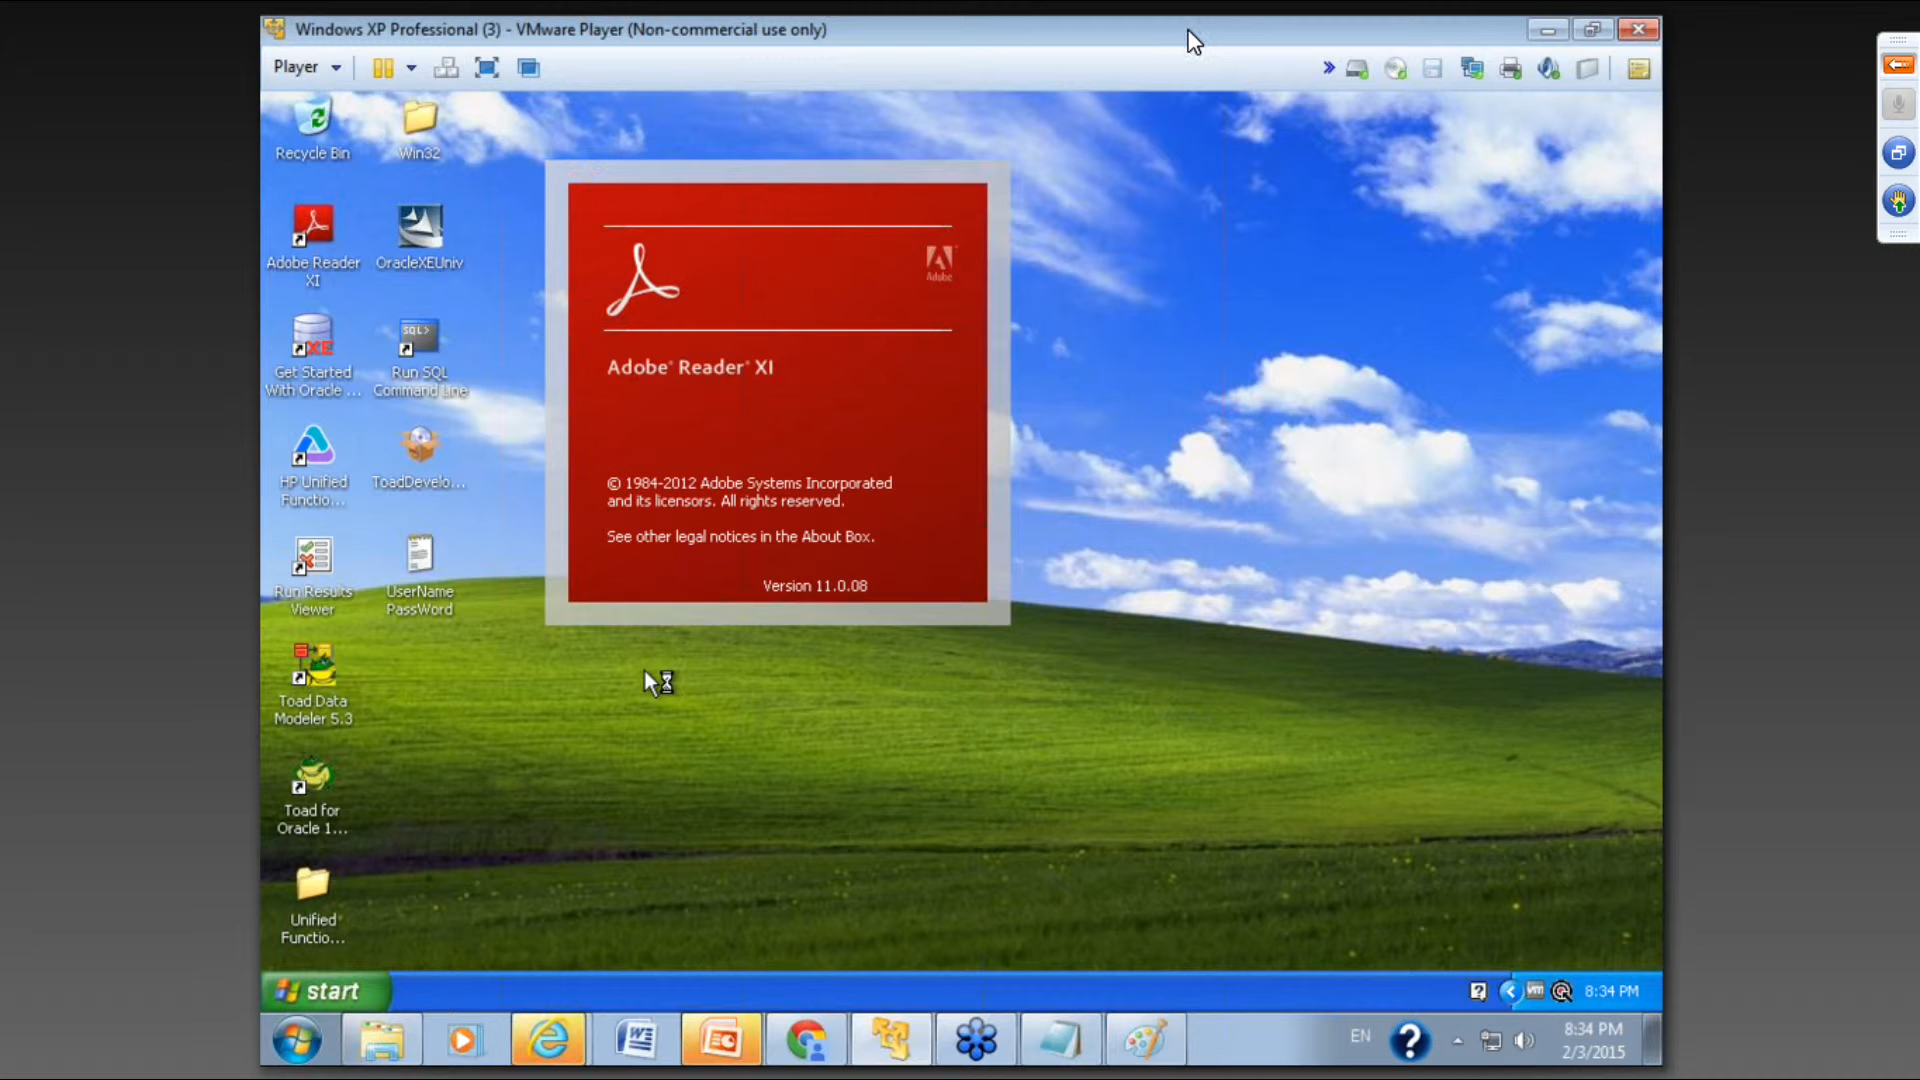 Windows XP Professional (3) - VMware Player (Non-commercial use only)
Player
Recycle Bin
Win32
Adobe Reader
XI
OracleXEUniv
XE
Get Started
With Oracle ...
SQL>
Run SQL
Command Line
HP Unified
Functio...
ToadDevelo...
Run Results
Viewer
UserName
PassWord
Toad Data
Modeler 5.3
Toad for
Oracle 1...
Unified
Functio...
Adobe
Adobe® Reader® XI
© 1984-2012 Adobe Systems Incorporated
and its licensors. All rights reserved.
See other legal notices in the About Box.
Version 11.0.08
start
vm
8:34 PM
EN
8:34 PM
2/3/2015